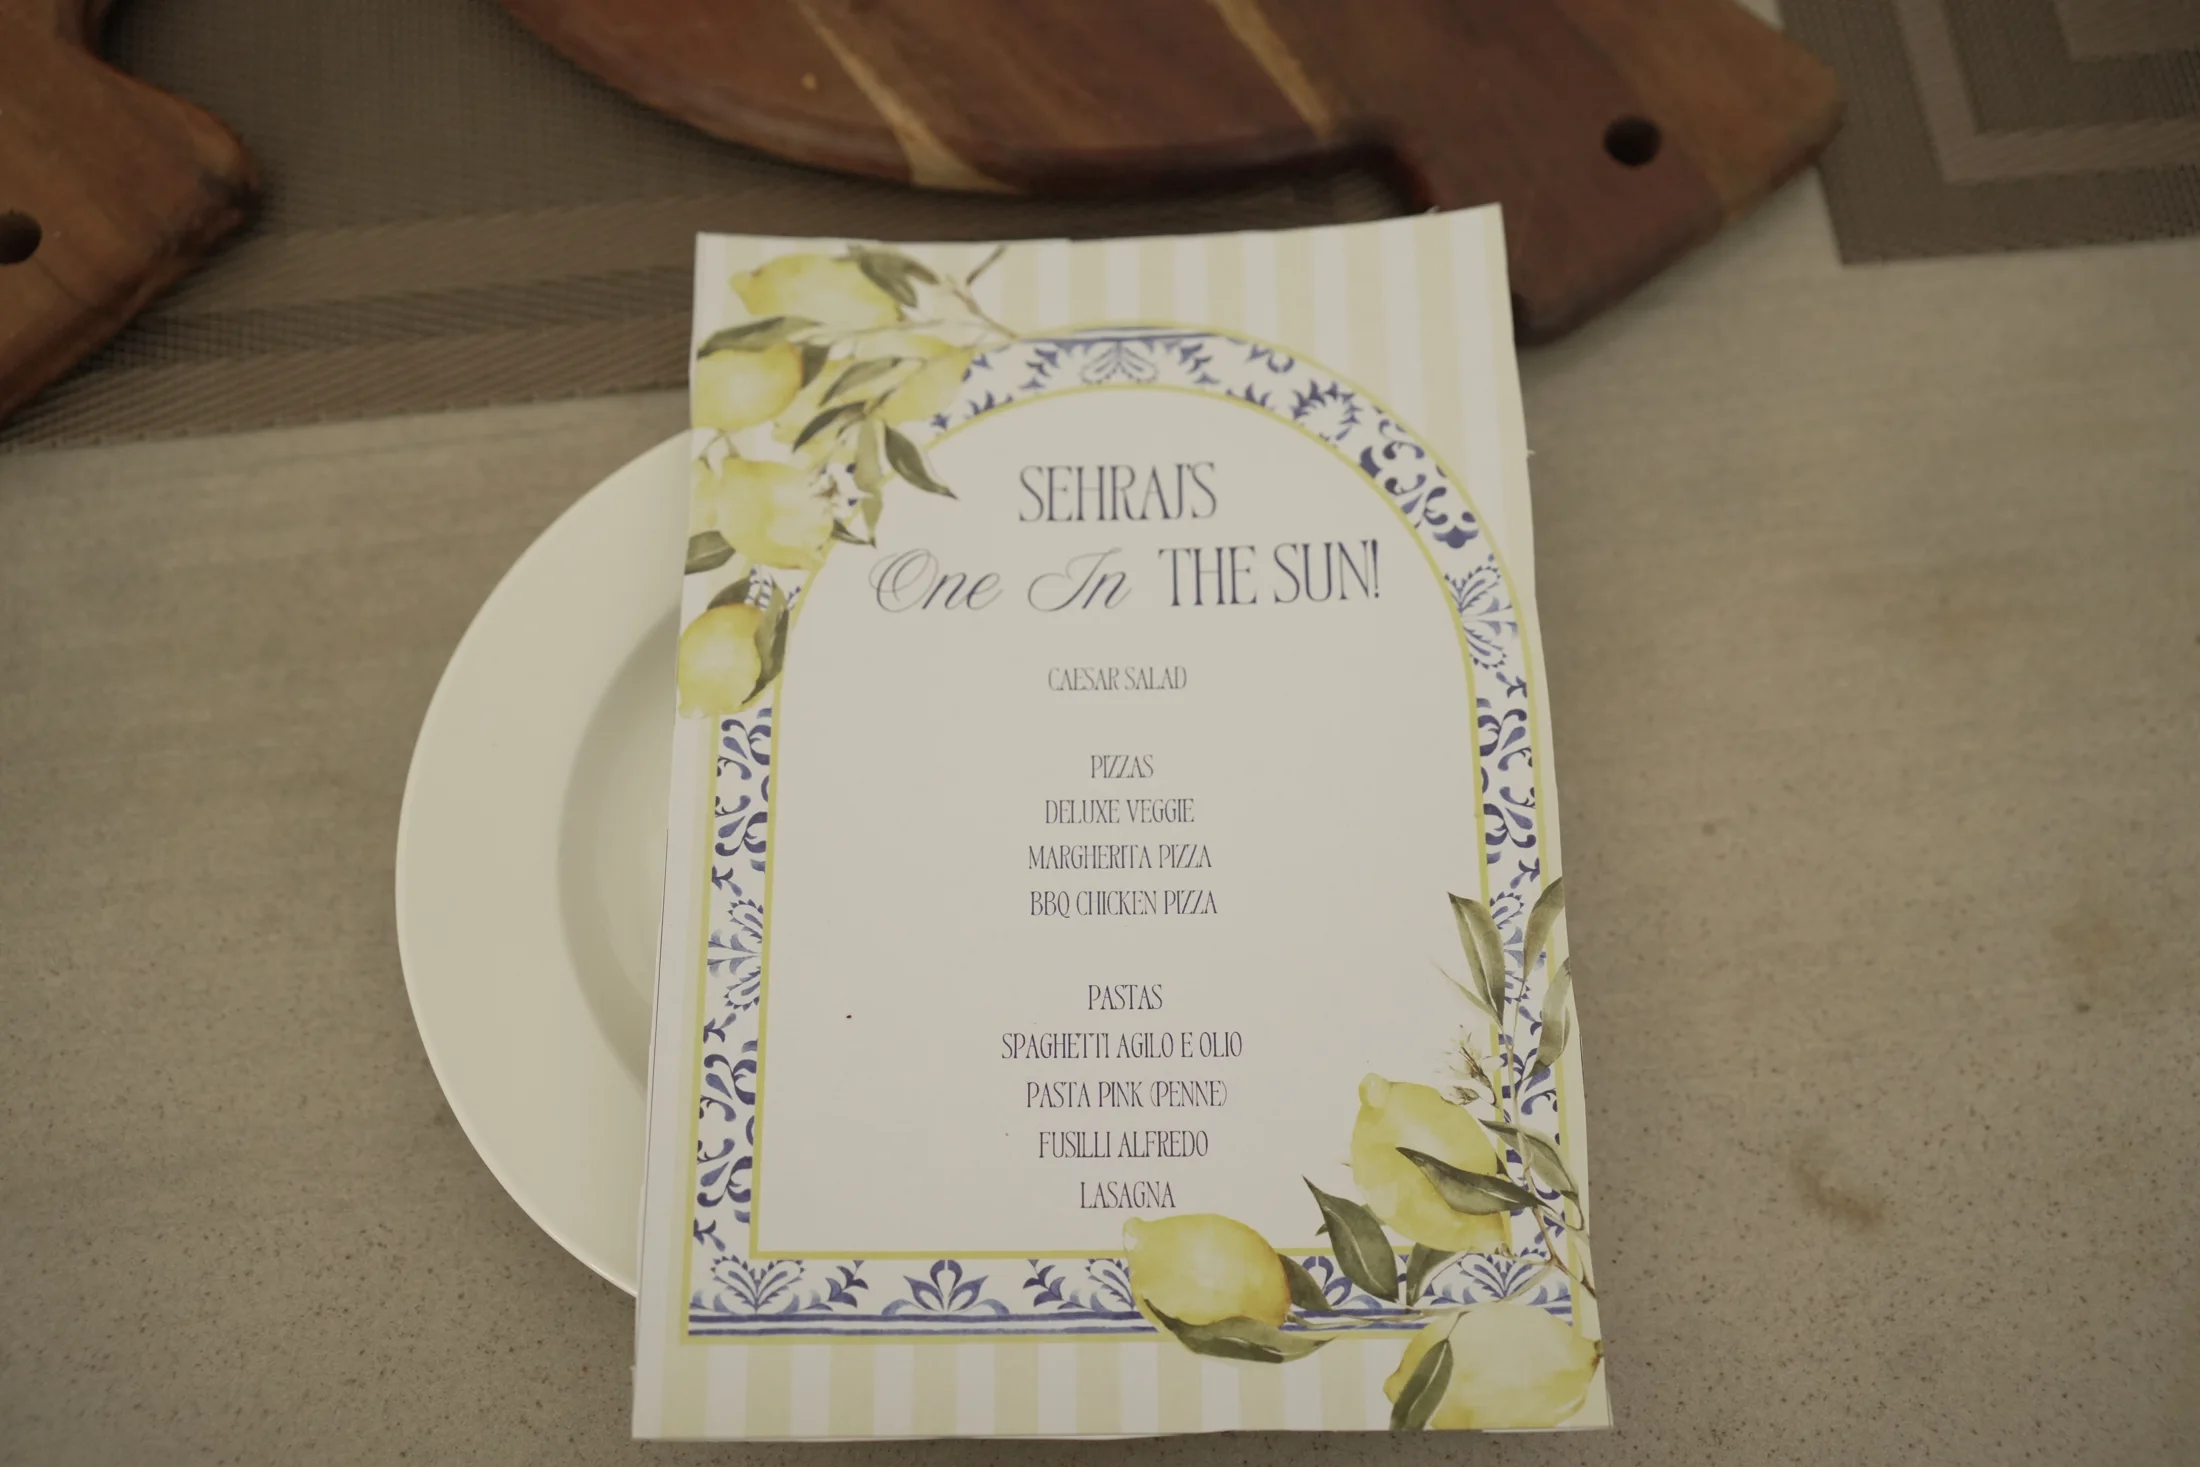 SEHRAJ'S
One In THE SUN!
CAESAR SALAD
PIZZAS
DELUXE VEGGIE
MARGHERITA PIZZA
BBQ CHICKEN PIZZA
PASTAS
SPAGHETTI AGILO E OLIO
PASTA PINK (PENNE)
FUSILLI ALFREDO
LASAGNA